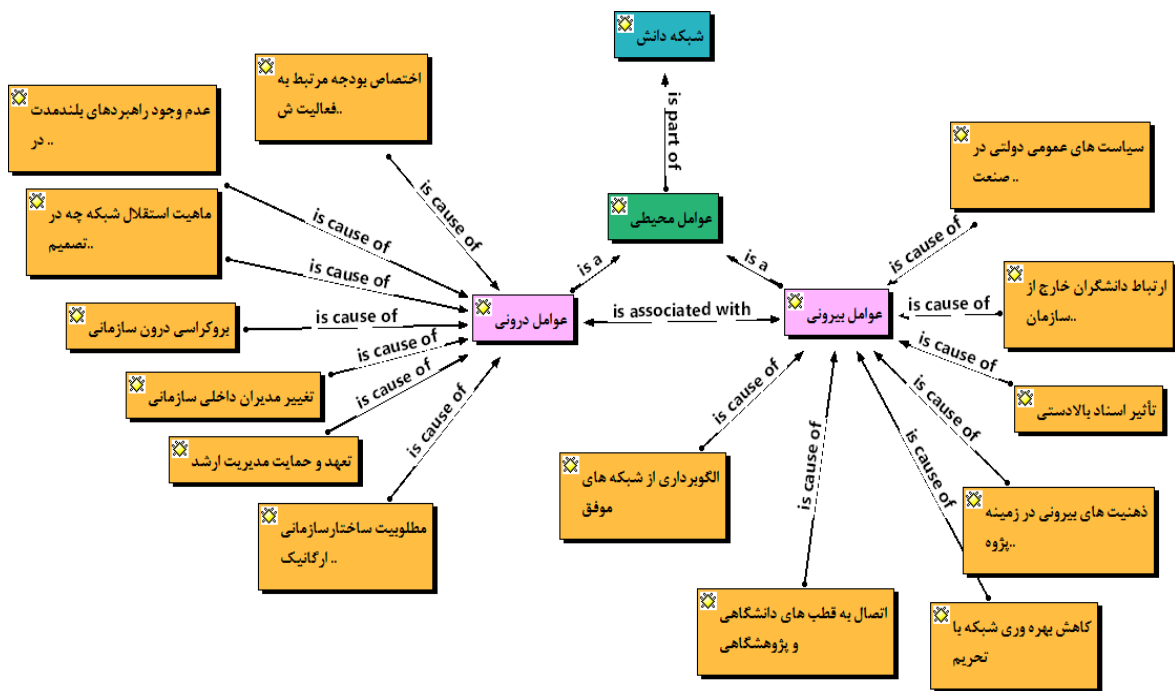 شبکه دانش
is part of
عوامل محیطی
is a
is a
عوامل درونی
is associated with
عوامل بیرونی
اختصاص بودجه مرتبط به
فعالیت ش..
is cause of
عدم وجود راهبردهای بلندمدت
در ..
is cause of
ماهیت استقلال شبکه چه در
تصمیم..
is cause of
بروکراسی درون سازمانی
is cause of
تغییر مدیران داخلی سازمانی
is cause of
تعهد و حمایت مدیریت ارشد
is cause of
مطلوبیت ساختارسازمانی
ارگانیک ..
is cause of
سیاست های عمومی دولتی در
صنعت ..
is cause of
ارتباط دانشگران خارج از
سازمان..
is cause of
تأثیر اسناد بالادستی
is cause of
ذهنیت های بیرونی در زمینه
پژوه..
is cause of
کاهش بهره وری شبکه با
تحریم
is cause of
اتصال به قطب های دانشگاهی
و پژوهشگاهی
is cause of
الگوبرداری از شبکه های
موفق
is cause of